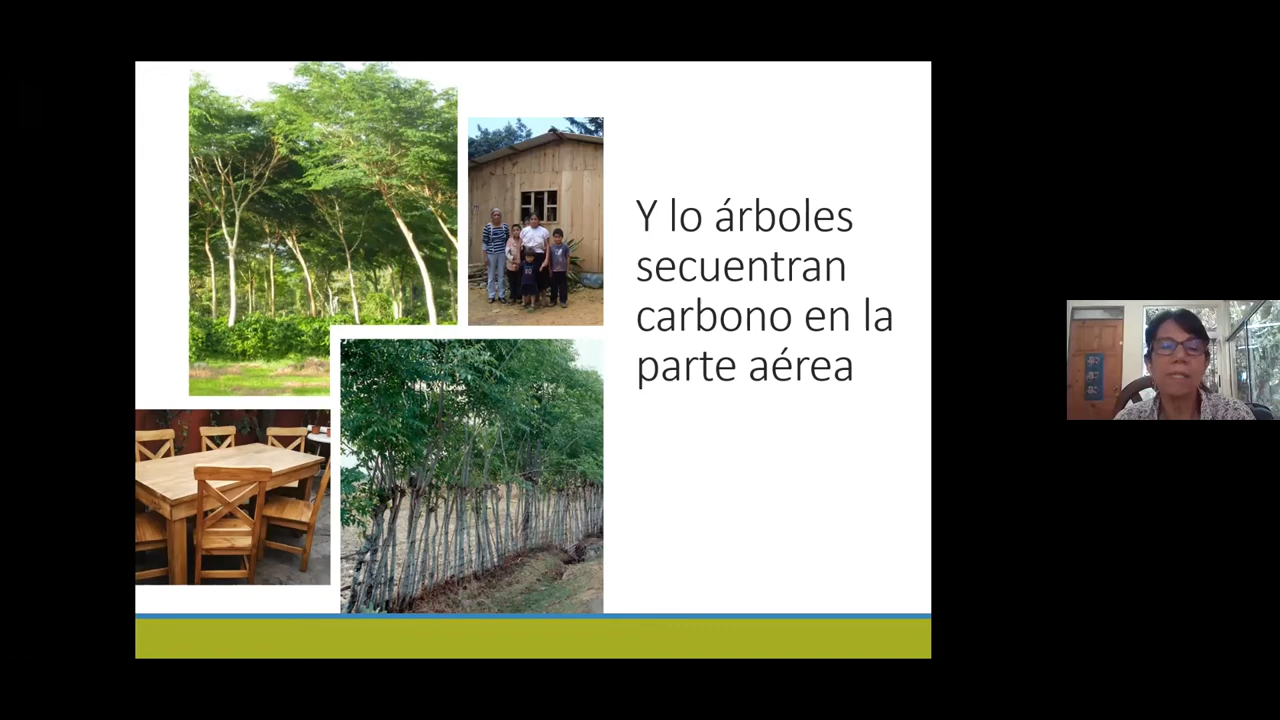 Y lo árboles
secuentran
carbono en la
parte aérea